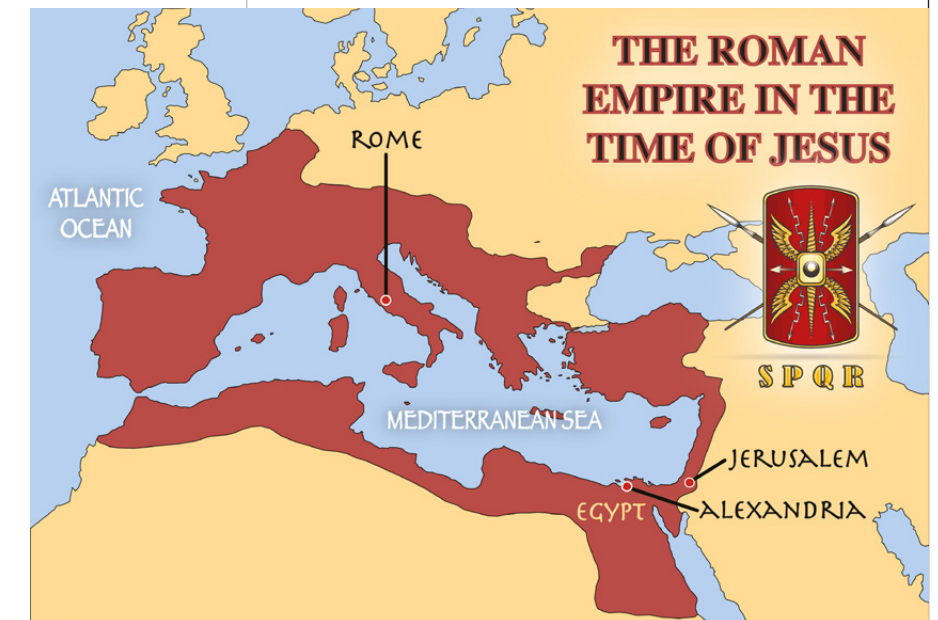 THE ROMAN
EMPIRE IN THE
TIME OF JESUS
ROME
ATLANTIC
OCEAN
SPQR
MEDITERRANEAN SEA
JERUSALEM
EGYPT
ALEXANDRIA